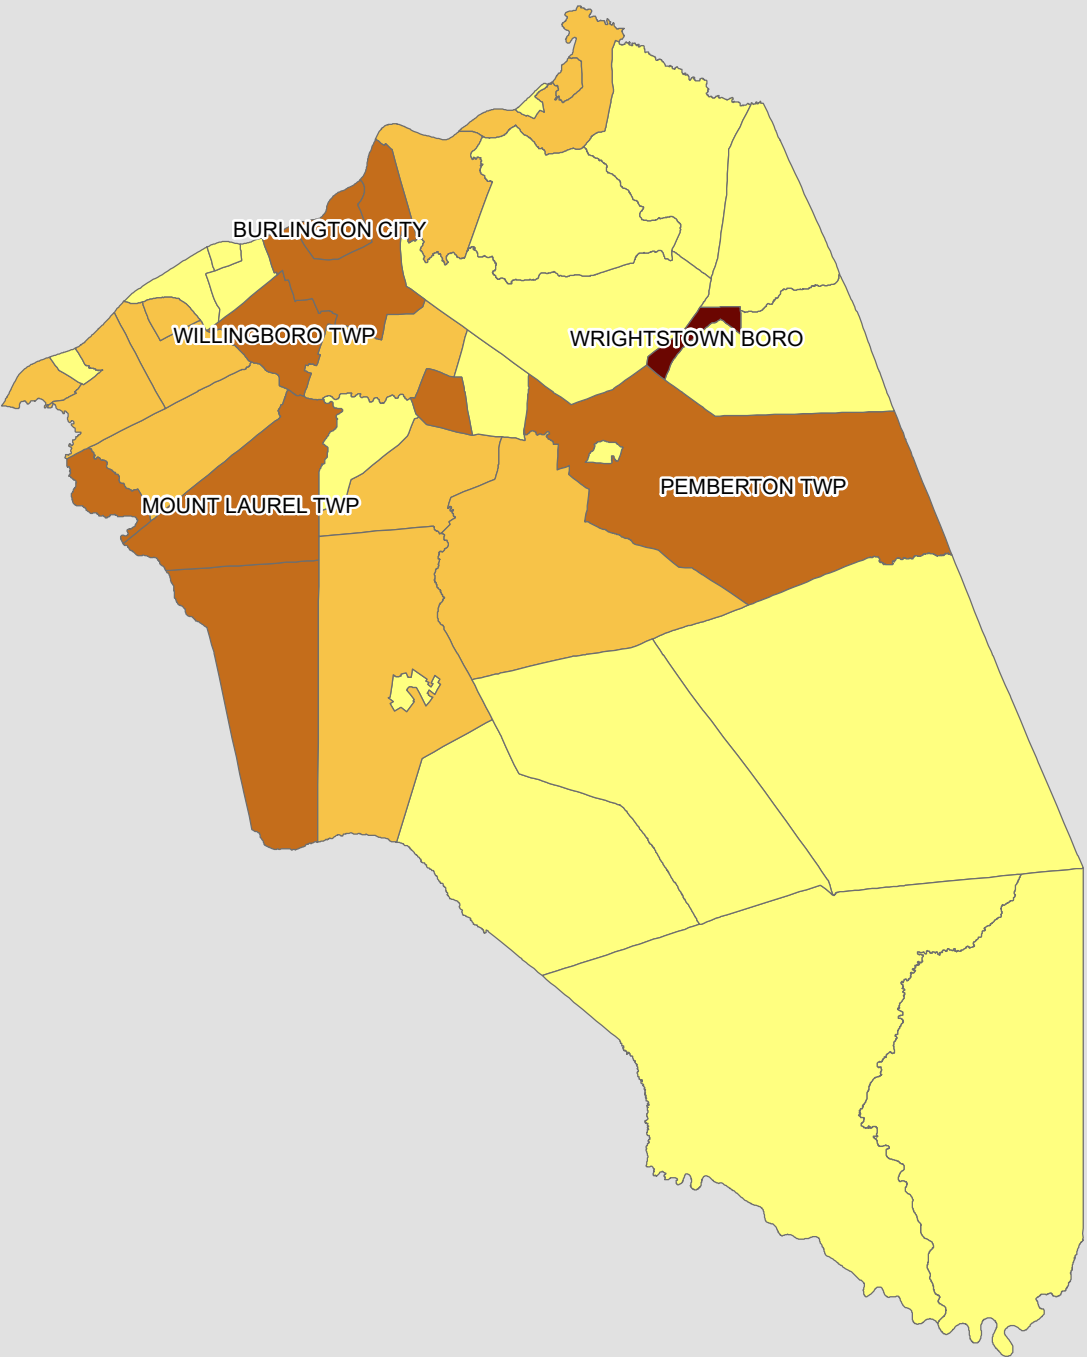 BURLINGTON CITY
WILLINGBORO TWP
WRIGHTSTOWN BORO
PEMBERTON TWP
MOUNT LAUREL TWP